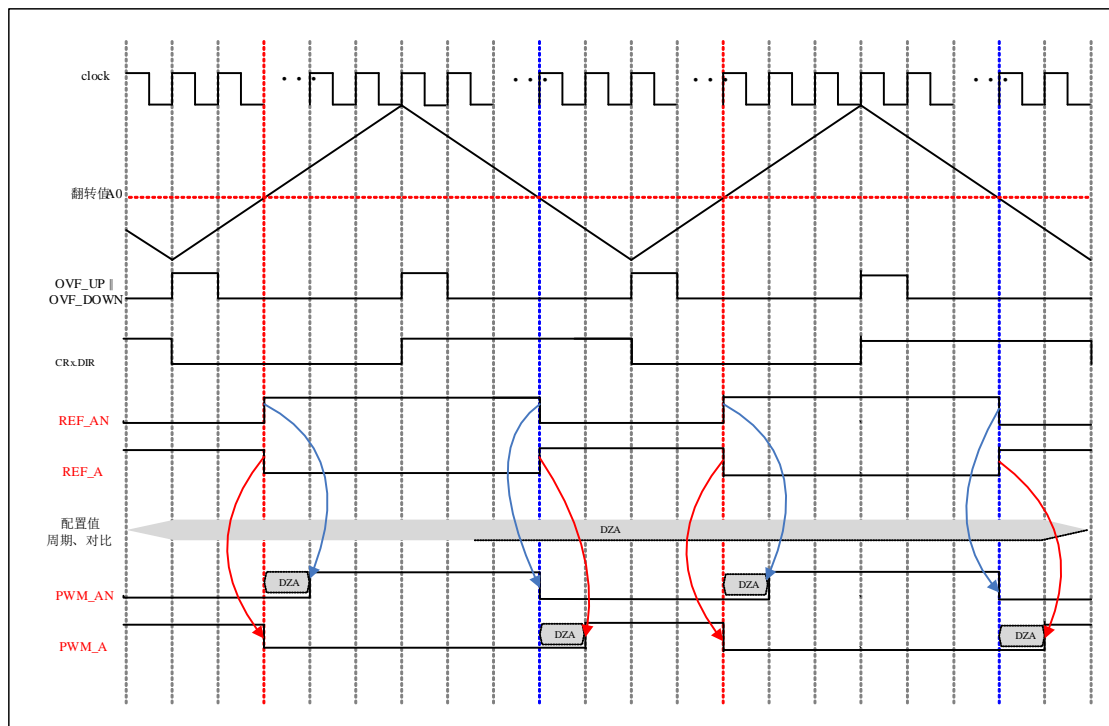 clock
翻转值A0
OVF_UP ||
OVF_DOWN
CRx.DIR
REF_AN
REF_A
配置值
周期、对比
DZA
DZA
DZA
PWM_AN
DZA
DZA
PWM_A